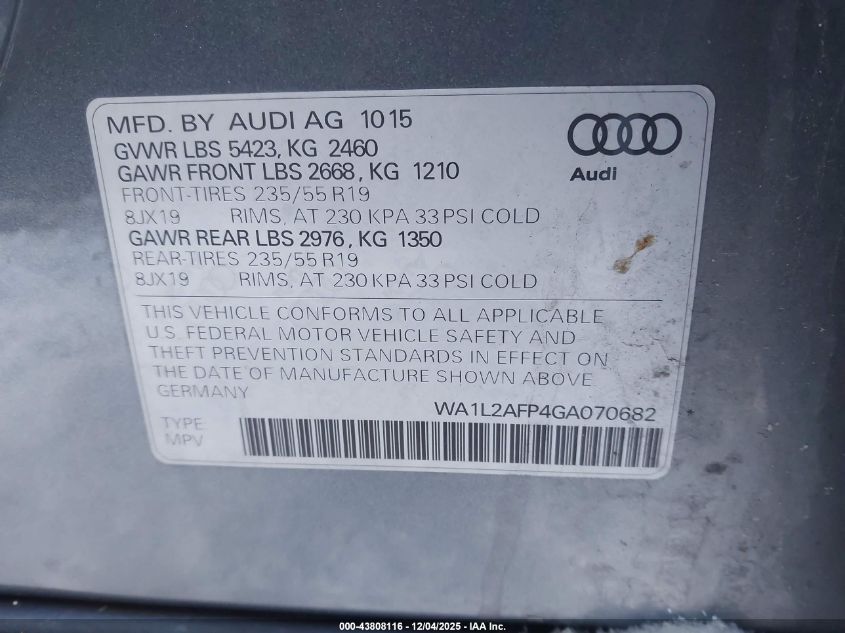 MFD. BY AUDI AG 1015
GVWR LBS 5423, KG 2460
GAWR FRONT LBS 2668, KG 1210
FRONT-TIRES 235/55 R19
8JX19 RIMS, AT 230 KPA 33 PSI COLD
GAWR REAR LBS 2976, KG 1350
REAR-TIRES 235/55 R19
8JX19 RIMS, AT 230 KPA 33 PSI COLD
Audi
THIS VEHICLE CONFORMS TO ALL APPLICABLE
U.S. FEDERAL MOTOR VEHICLE SAFETY AND
THEFT PREVENTION STANDARDS IN EFFECT ON
THE DATE OF MANUFACTURE SHOWN ABOVE
GERMANY
WA1L2AFP4GA070682
TYPE
MPV
000-43808116 - 12/04/2025 - IAA Inc.